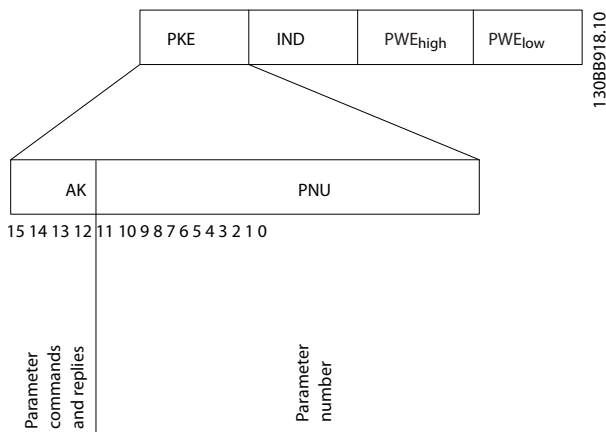 PKE IND PWEhigh PWElow
130BB918.10
AK PNU
15 14 13 12 11 10 9 8 7 6 5 4 3 2 1 0
Parameter
commands
and replies
Parameter
number